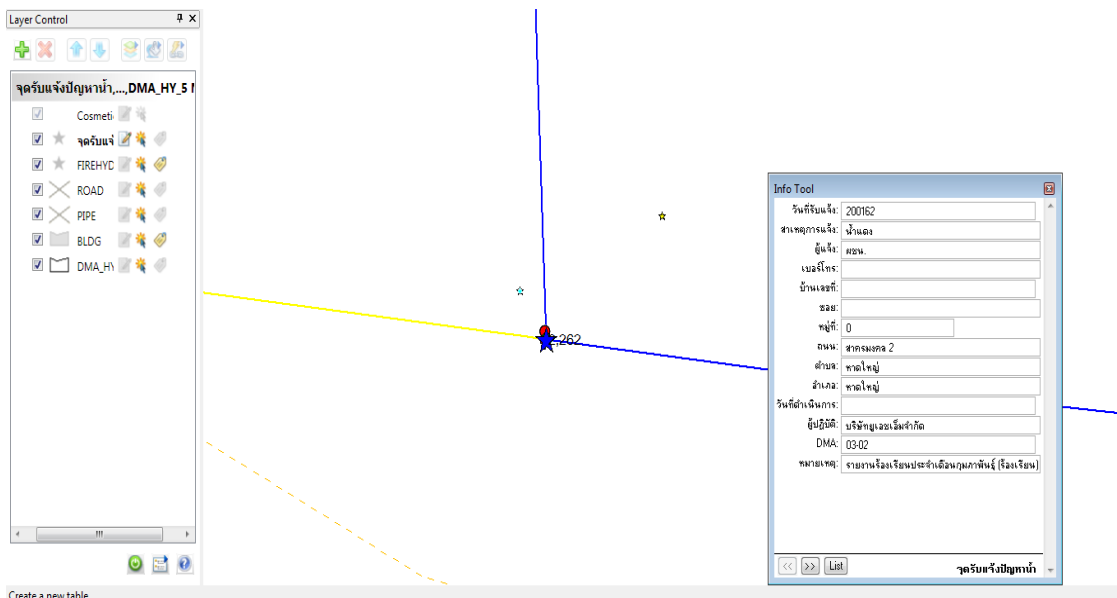 Layer Control
จุดรับแจ้งปัญหาน้ำ,...,DMA_HY_5 I
Cosmeti
จุดรับแจ้
FIREHYD
ROAD
PIPE
BLDG
DMA_HY
,262
Info Tool
วันที่รับแจ้ง: 200162
สาเหตุการแจ้ง: น้ำแดง
ผู้แจ้ง: ผชน.
เบอร์โทร:
บ้านเลขที่:
ซอย:
หมู่ที่: 0
ถนน: สาครมงคล 2
ตำบล: หาดใหญ่
อำเภอ: หาดใหญ่
วันที่ดำเนินการ:
ผู้ปฏิบัติ: บริษัทยูเอชเอ็มจำกัด
DMA: 03-02
หมายเหตุ: รายงานร้องเรียนประจำเดือนกุมภาพันธ์ (ร้องเรียน)
<< >> List จุดรับแจ้งปัญหาน้ำ
Create a new table